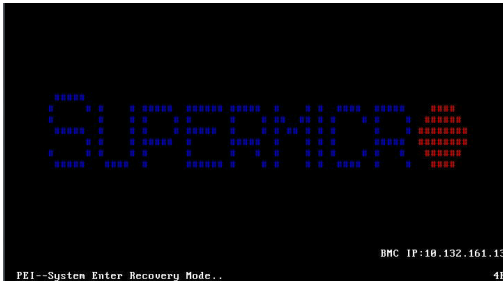 SUPERMICRO
BMC IP:10.132.161.13
PEI--System Enter Recovery Mode..